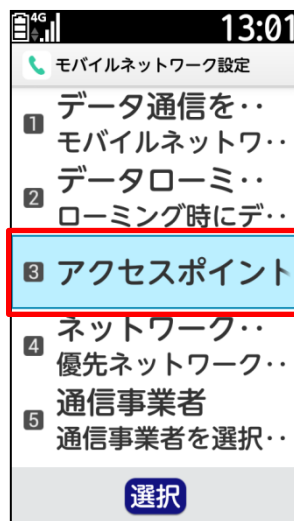 4G 13:01
モバイルネットワーク設定
1 データ通信を‥
モバイルネットワ‥
2 データローミ‥
ローミング時にデ‥
3 アクセスポイント
4 ネットワーク‥
優先ネットワーク‥
5 通信事業者
通信事業者を選択‥
選択